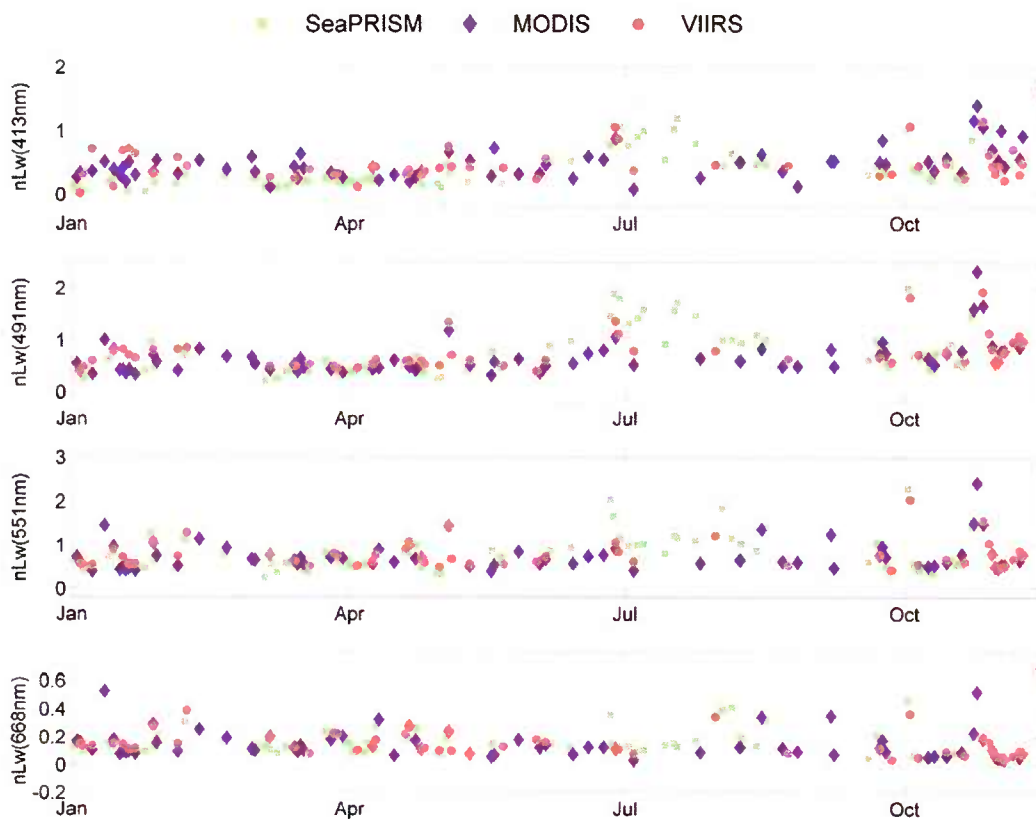 SeaPRISM MODIS VIIRS
nLw(413nm)
2
1
0
Jan Apr Jul Oct
nLw(491nm)
2
1
0
Jan Apr Jul Oct
nLw(551nm)
3
2
1
0
Jan Apr Jul Oct
nLw(668nm)
0.6
0.4
0.2
0
-0.2
Jan Apr Jul Oct